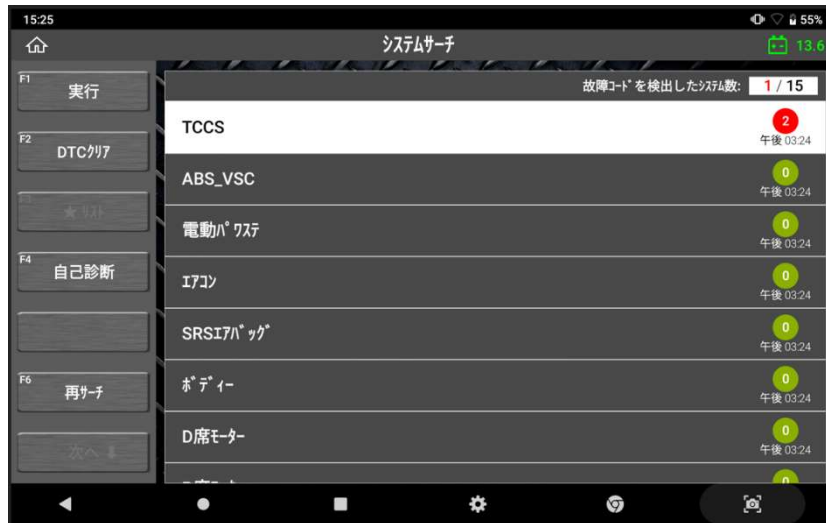 15:25
55%
システムサーチ
13.6
F1
実行
F2
DTCｸﾘｱ
★ ﾘｽﾄ
F4
自己診断
F6
再ｻｰﾁ
次へ ⬇
故障ｺｰﾄﾞを検出したｼｽﾃﾑ数: 1 / 15
TCCS
2
午後 03:24
ABS_VSC
0
午後 03:24
電動ﾊﾟﾜｽﾃ
0
午後 03:24
ｴｱｺﾝ
0
午後 03:24
SRSｴｱﾊﾞｯｸﾞ
0
午後 03:24
ﾎﾞﾃﾞｨｰ
0
午後 03:24
D席ﾓｰﾀｰ
0
午後 03:24